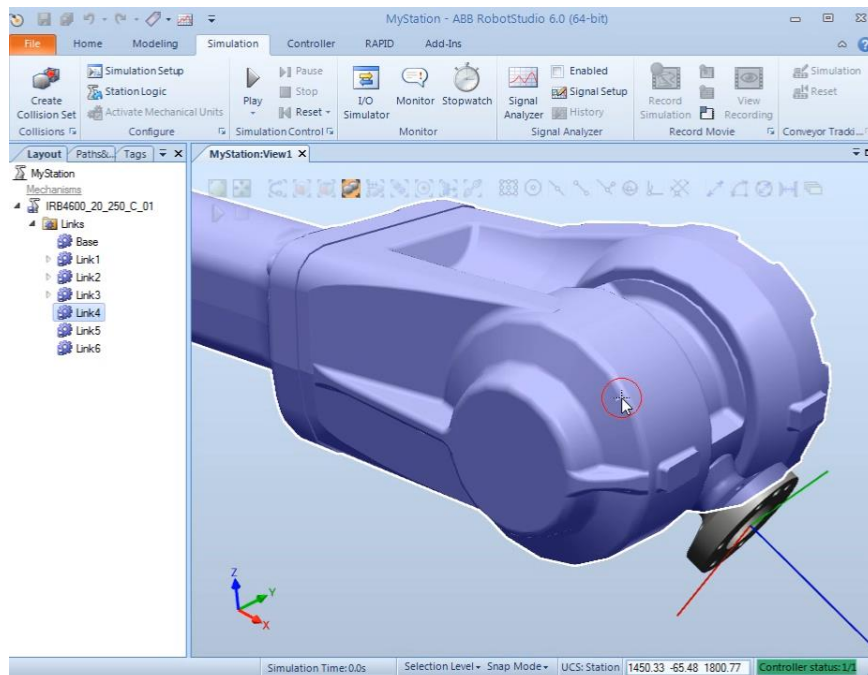 MyStation - ABB RobotStudio 6.0 (64-bit)
File Home Modeling Simulation Controller RAPID Add-Ins
Create Collision Set
Collisions
Simulation Setup
Station Logic
Activate Mechanical Units
Configure
Play
Pause
Stop
Reset
Simulation Control
I/O Simulator
Monitor
Stopwatch
Monitor
Signal Analyzer
Enabled
Signal Setup
History
Signal Analyzer
Record Simulation
View Recording
Record Movie
Simulation
Reset
Conveyor Tracki...
Layout Paths&... Tags
MyStation:View1
MyStation
Mechanisms
IRB4600_20_250_C_01
Links
Base
Link1
Link2
Link3
Link4
Link5
Link6
Z
Y
X
Simulation Time: 0.0s Selection Level Snap Mode UCS: Station 1450.33 -65.48 1800.77 Controller status: 1/1